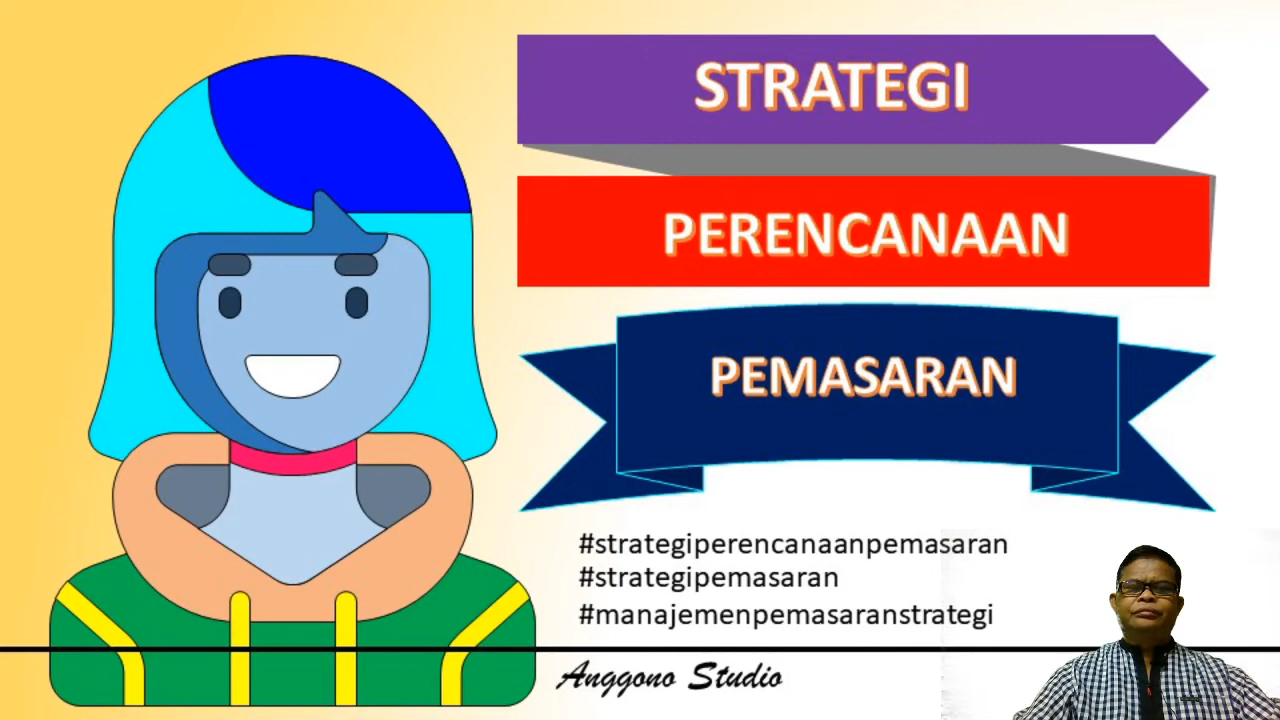 STRATEGI
PERENCANAAN
PEMASARAN
#strategiperencanaanpemasaran
#strategipemasaran
#manajemenpemasaranstrategi
Anggono Studio